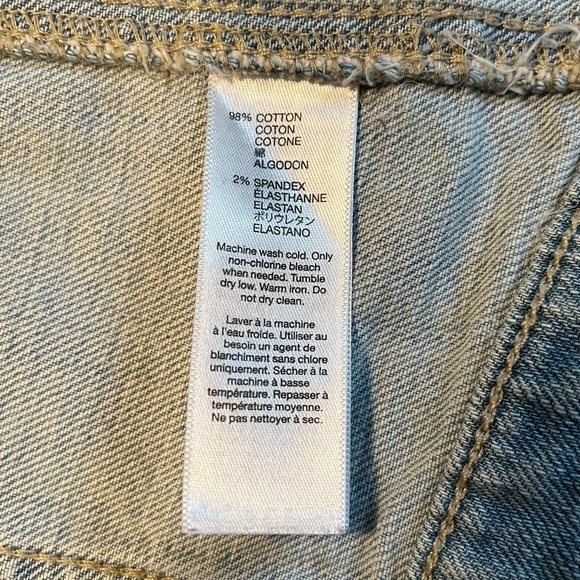 98% COTTON
COTON
COTONE
綿
ALGODON
2% SPANDEX
ÉLASTHANNE
ELASTAN
ポリウレタン
ELASTANO
Machine wash cold. Only
non-chlorine bleach
when needed. Tumble
dry low. Warm iron. Do
not dry clean.
Laver à la machine
à l'eau froide. Utiliser au
besoin un agent de
blanchiment sans chlore
uniquement. Sécher à la
machine à basse
température. Repasser à
température moyenne.
Ne pas nettoyer à sec.